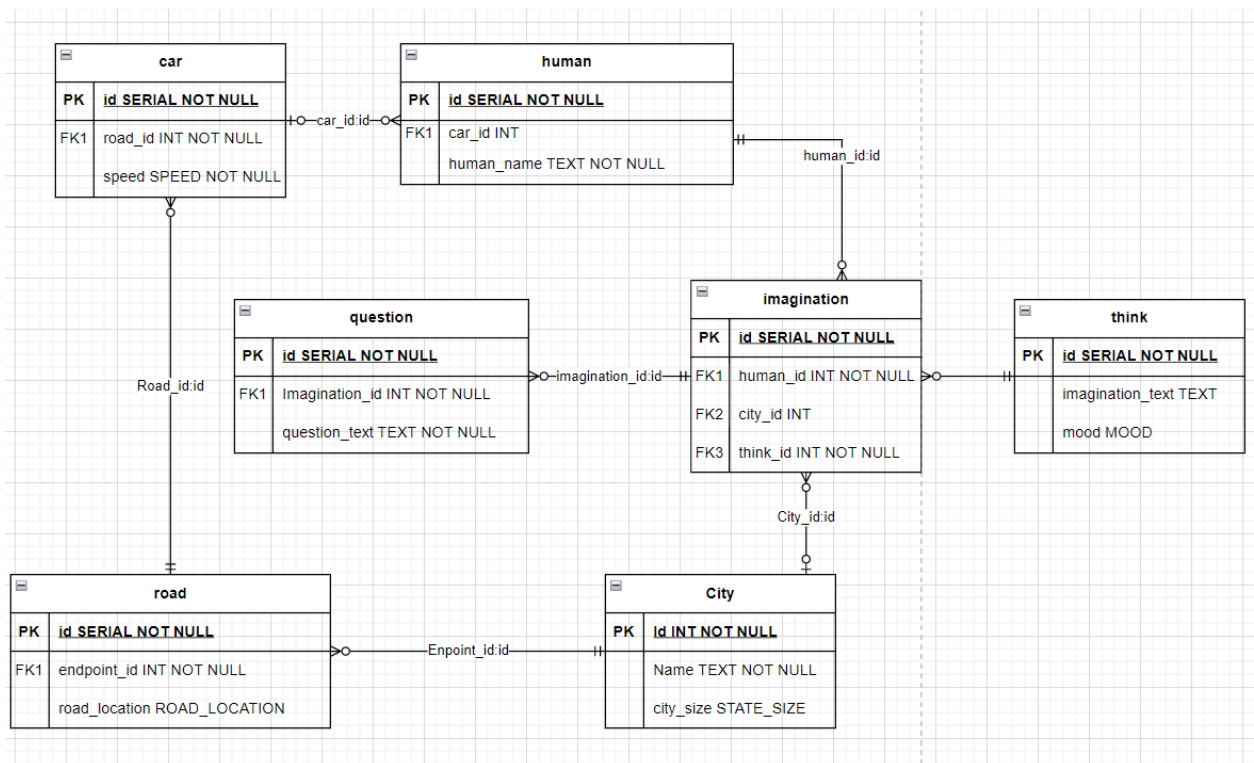 car
PK id SERIAL NOT NULL
FK1 road_id INT NOT NULL
speed SPEED NOT NULL
car_id:id
human
PK id SERIAL NOT NULL
FK1 car_id INT
human_name TEXT NOT NULL
human_id:id
question
PK id SERIAL NOT NULL
FK1 Imagination_id INT NOT NULL
question_text TEXT NOT NULL
imagination_id:id
imagination
PK id SERIAL NOT NULL
FK1 human_id INT NOT NULL
FK2 city_id INT
FK3 think_id INT NOT NULL
think
PK id SERIAL NOT NULL
imagination_text TEXT
mood MOOD
Road_id:id
City_id:id
road
PK id SERIAL NOT NULL
FK1 endpoint_id INT NOT NULL
road_location ROAD_LOCATION
Enpoint_id:id
City
PK Id INT NOT NULL
Name TEXT NOT NULL
city_size STATE_SIZE